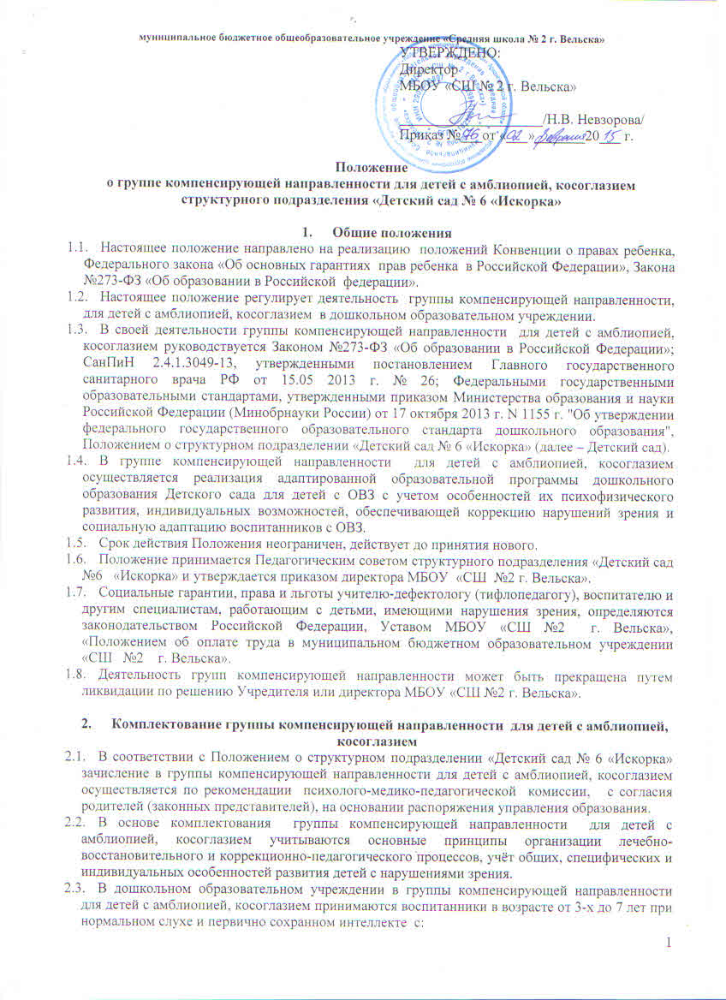 муниципальное бюджетное общеобразовательное учреждение «Средняя школа № 2 г. Вельска»
УТВЕРЖДЕНО:
Директор
МБОУ «СШ № 2 г. Вельска»
/Н.В. Невзорова/
Приказ № 76 от « 02 » февраля 20 15 г.
Положение
о группе компенсирующей направленности для детей с амблиопией, косоглазием
структурного подразделения «Детский сад № 6 «Искорка»
1. Общие положения
1.1. Настоящее положение направлено на реализацию положений Конвенции о правах ребенка,
Федерального закона «Об основных гарантиях прав ребенка в Российской Федерации», Закона
№273-ФЗ «Об образовании в Российской федерации».
1.2. Настоящее положение регулирует деятельность группы компенсирующей направленности,
для детей с амблиопией, косоглазием в дошкольном образовательном учреждении.
1.3. В своей деятельности группы компенсирующей направленности для детей с амблиопией,
косоглазием руководствуется Законом №273-ФЗ «Об образовании в Российской Федерации»;
СанПиН 2.4.1.3049-13, утвержденными постановлением Главного государственного
санитарного врача РФ от 15.05 2013 г. № 26; Федеральными государственными
образовательными стандартами, утвержденными приказом Министерства образования и науки
Российской Федерации (Минобрнауки России) от 17 октября 2013 г. N 1155 г. "Об утверждении
федерального государственного образовательного стандарта дошкольного образования",
Положением о структурном подразделении «Детский сад № 6 «Искорка» (далее – Детский сад).
1.4. В группе компенсирующей направленности для детей с амблиопией, косоглазием
осуществляется реализация адаптированной образовательной программы дошкольного
образования Детского сада для детей с ОВЗ с учетом особенностей их психофизического
развития, индивидуальных возможностей, обеспечивающей коррекцию нарушений зрения и
социальную адаптацию воспитанников с ОВЗ.
1.5. Срок действия Положения неограничен, действует до принятия нового.
1.6. Положение принимается Педагогическим советом структурного подразделения «Детский сад
№6 «Искорка» и утверждается приказом директора МБОУ «СШ №2 г. Вельска».
1.7. Социальные гарантии, права и льготы учителю-дефектологу (тифлопедагогу), воспитателю и
другим специалистам, работающим с детьми, имеющими нарушения зрения, определяются
законодательством Российской Федерации, Уставом МБОУ «СШ №2 г. Вельска»,
«Положением об оплате труда в муниципальном бюджетном образовательном учреждении
«СШ №2 г. Вельска».
1.8. Деятельность групп компенсирующей направленности может быть прекращена путем
ликвидации по решению Учредителя или директора МБОУ «СШ №2 г. Вельска».
2. Комплектование группы компенсирующей направленности для детей с амблиопией,
косоглазием
2.1. В соответствии с Положением о структурном подразделении «Детский сад № 6 «Искорка»
зачисление в группы компенсирующей направленности для детей с амблиопией, косоглазием
осуществляется по рекомендации психолого-медико-педагогической комиссии, с согласия
родителей (законных представителей), на основании распоряжения управления образования.
2.2. В основе комплектования группы компенсирующей направленности для детей с
амблиопией, косоглазием учитываются основные принципы организации лечебно-
восстановительного и коррекционно-педагогического процессов, учёт общих, специфических и
индивидуальных особенностей развития детей с нарушениями зрения.
2.3. В дошкольном образовательном учреждении в группы компенсирующей направленности
для детей с амблиопией, косоглазием принимаются воспитанники в возрасте от 3-х до 7 лет при
нормальном слухе и первично сохранном интеллекте с:
1